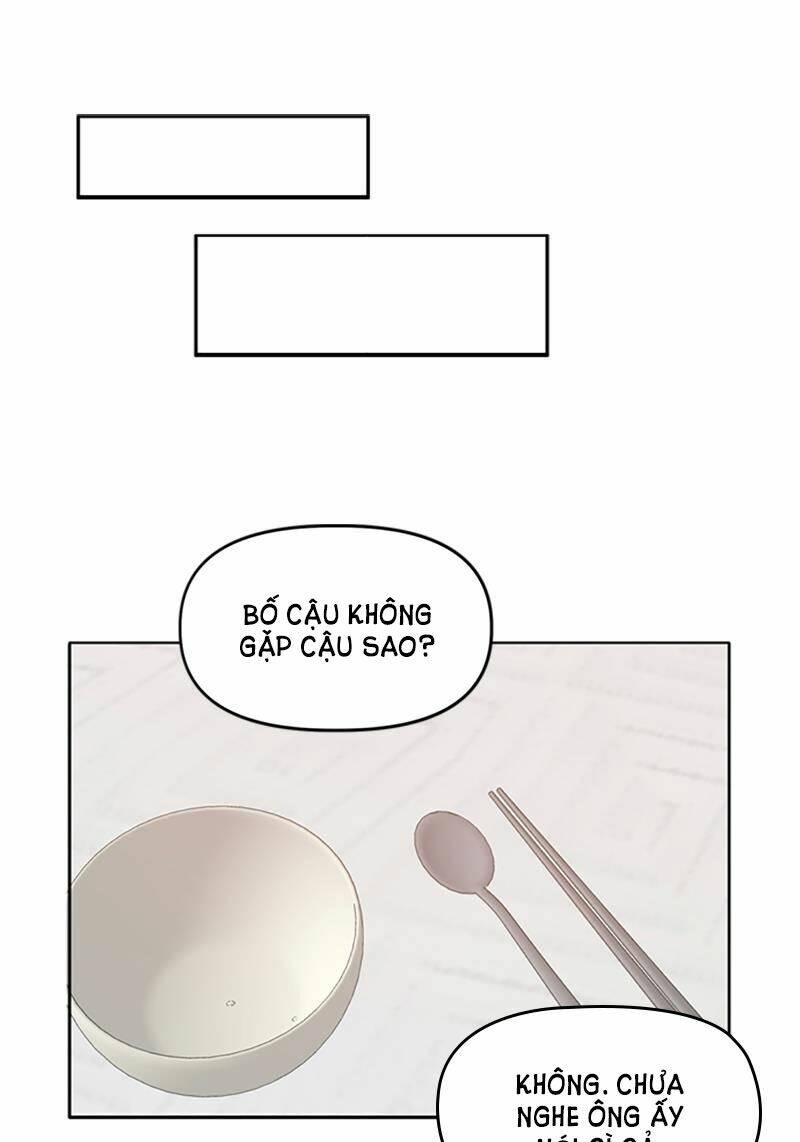 BỐ CẬU KHÔNG
GẶP CẬU SAO?
KHÔNG. CHƯA
NGHE ÔNG ẤY